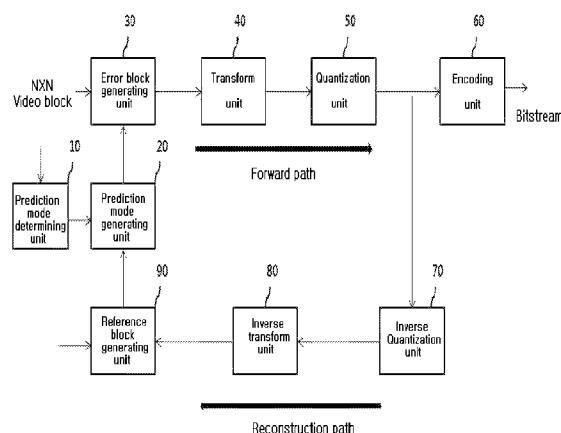 30
40
50
60
NXN
Video block
Error block
generating
unit
Transform
unit
Quantization
unit
Encoding
unit
Bitstream
10
20
Forward path
Prediction
mode
determining
unit
Prediction
mode
generating
unit
90
80
70
Reference
block
generating
unit
Inverse
transform
unit
Inverse
Quantization
unit
Reconstruction path